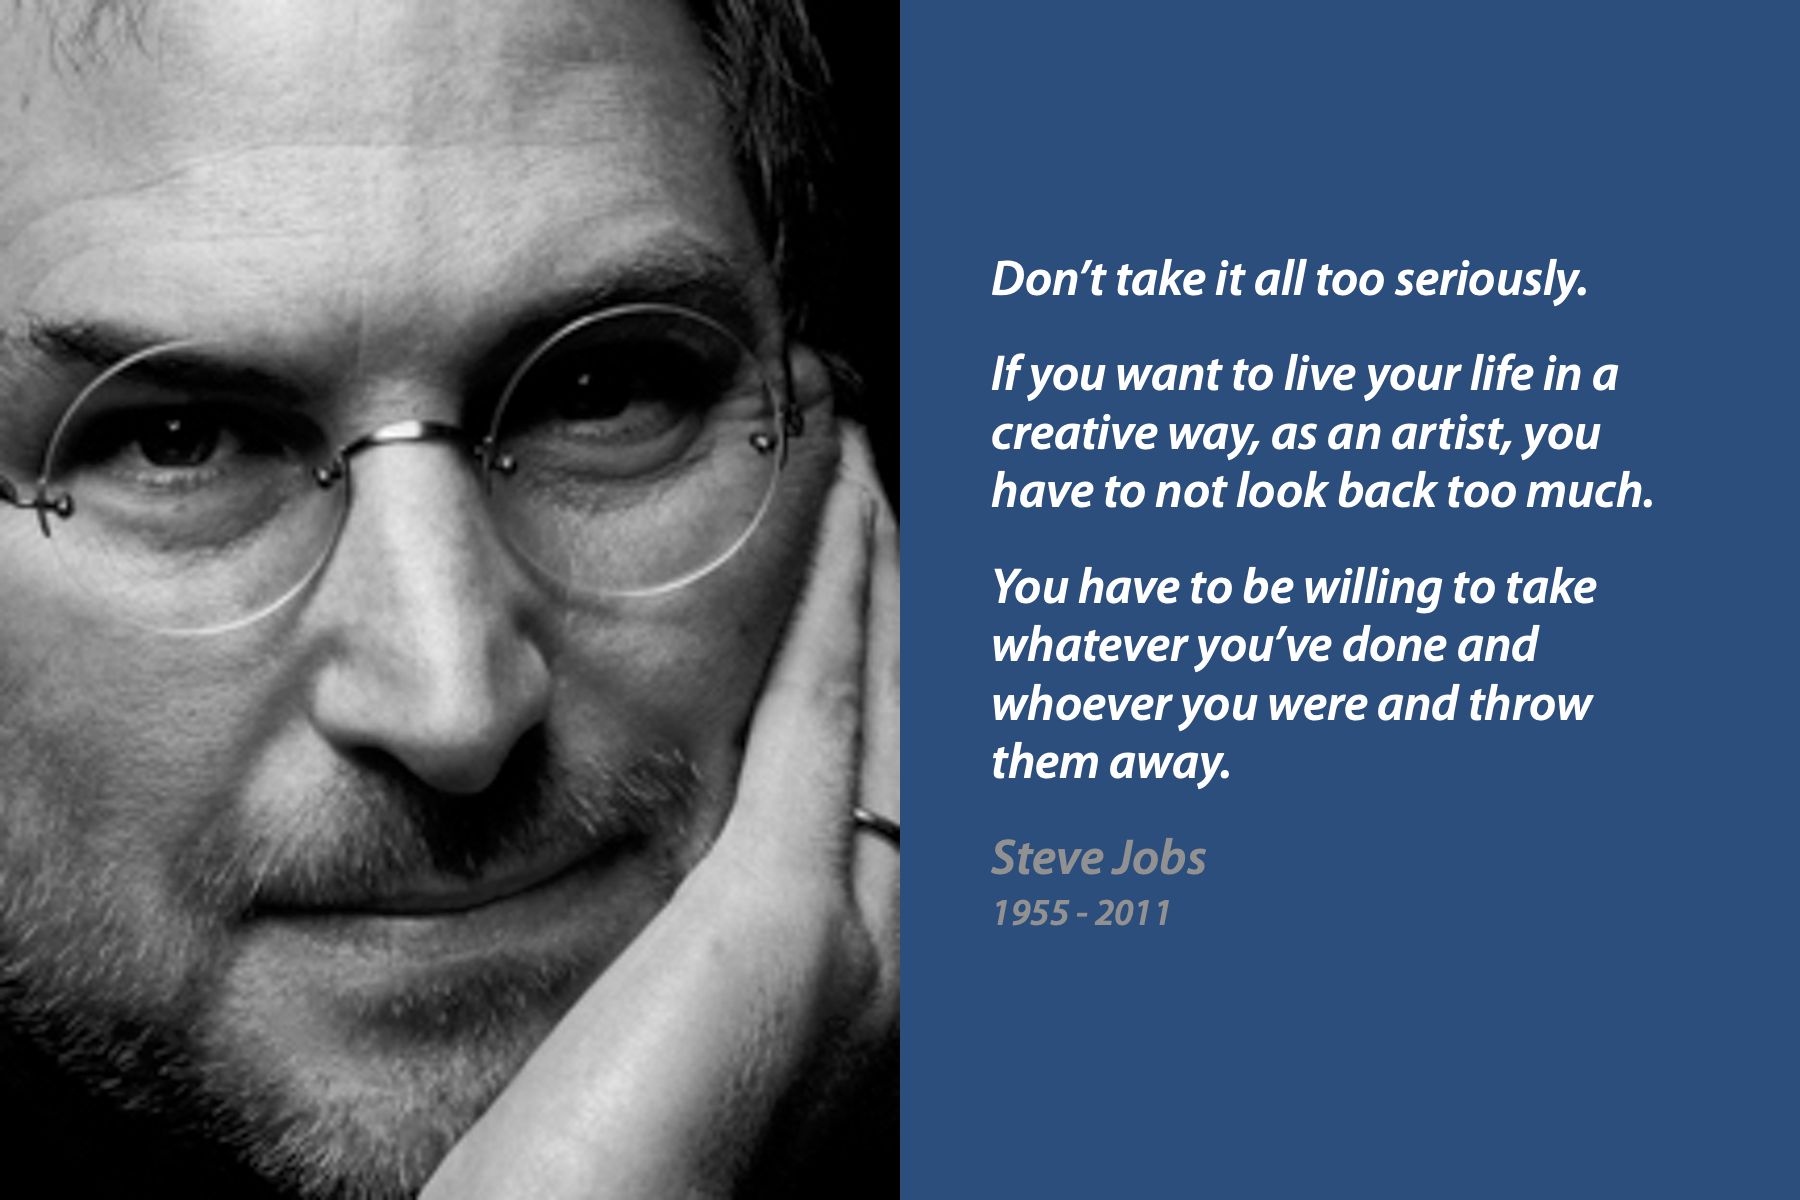 Don’t take it all too seriously.
If you want to live your life in a
creative way, as an artist, you
have to not look back too much.
You have to be willing to take
whatever you’ve done and
whoever you were and throw
them away.
Steve Jobs
1955 - 2011